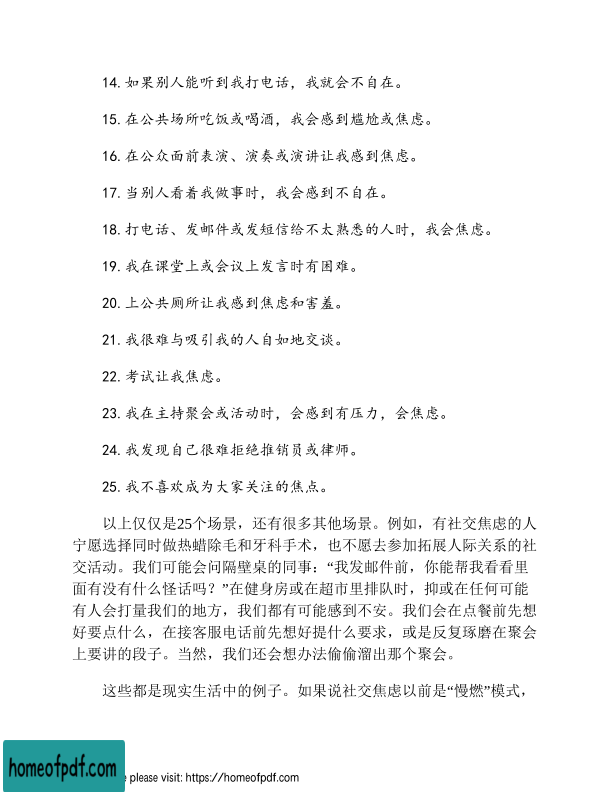 14.如果别人能听到我打电话，我就会不自在。
15.在公共场所吃饭或喝酒，我会感到尴尬或焦虑。
16.在公众面前表演、演奏或演讲让我感到焦虑。
17.当别人看着我做事时，我会感到不自在。
18.打电话、发邮件或发短信给不太熟悉的人时，我会焦虑。
19.我在课堂上或会议上发言时有困难。
20.上公共厕所让我感到焦虑和害羞。
21.我很难与吸引我的人自如地交谈。
22.考试让我焦虑。
23.我在主持聚会或活动时，会感到有压力，会焦虑。
24.我发现自己很难拒绝推销员或律师。
25.我不喜欢成为大家关注的焦点。
以上仅仅是25个场景，还有很多其他场景。例如，有社交焦虑的人
宁愿选择同时做热蜡除毛和牙科手术，也不愿去参加拓展人际关系的社
交活动。我们可能会问隔壁桌的同事：“我发邮件前，你能帮我看看里
面有没有什么怪话吗？”在健身房或在超市里排队时，抑或在任何可能
有人会打量我们的地方，我们都有可能感到不安。我们会在点餐前先想
好要点什么，在接客服电话前先想好提什么要求，或是反复琢磨在聚会
上要讲的段子。当然，我们还会想办法偷偷溜出那个聚会。
这些都是现实生活中的例子。如果说社交焦虑以前是“慢燃”模式，
homeofpdf.com
e please visit: https://homeofpdf.com